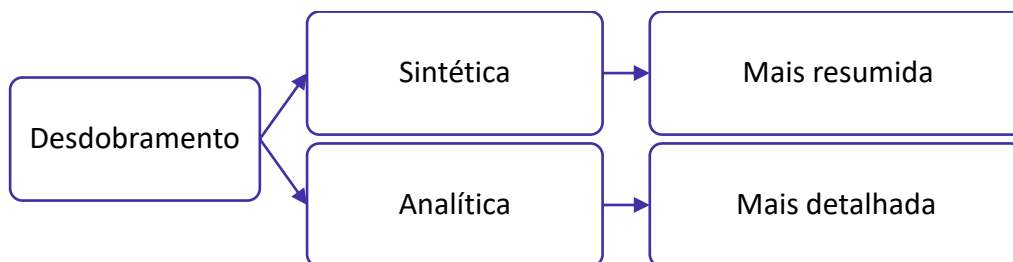 Desdobramento
Sintética
Mais resumida
Analítica
Mais detalhada